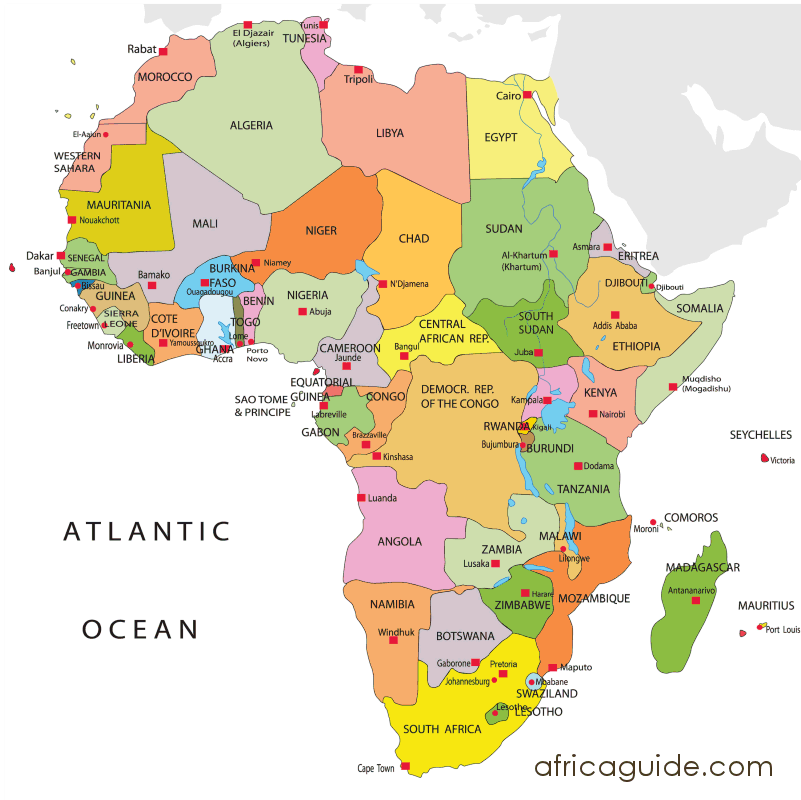 El Djazair
(Algiers)
Tunis
TUNISIA
Rabat
MOROCCO
Tripoli
Cairo
ALGERIA
LIBYA
EGYPT
El-Aaiun
WESTERN
SAHARA
MAURITANIA
Nouakchott
MALI
NIGER
CHAD
SUDAN
Al-Khartum
(Khartum)
Asmara
ERITREA
Dakar
SENEGAL
Banjul
GAMBIA
Bissau
Bamako
BURKINA
FASO
Ouagadougou
Niamey
N'Djamena
DJIBOUTI
Djibouti
GUINEA
Conakry
SIERRA
LEONE
Freetown
Monrovia
LIBERIA
COTE
D'IVOIRE
Yamoussoukro
GHANA
Accra
TOGO
Lome
BENIN
Porto
Novo
NIGERIA
Abuja
SOMALIA
SOUTH
SUDAN
Juba
Addis Ababa
ETHIOPIA
CENTRAL
AFRICAN REP.
Bangul
CAMEROON
Jaunde
EQUATORIAL
GUINEA
SAO TOME
& PRINCIPE
Labreville
GABON
CONGO
Brazzaville
Kinshasa
DEMOCR. REP.
OF THE CONGO
Kampala
KENYA
Nairobi
Muqdisho
(Mogadishu)
RWANDA
Kigali
Bujumbura
BURUNDI
Dodama
TANZANIA
SEYCHELLES
Victoria
Luanda
ANGOLA
ZAMBIA
Lusaka
MALAWI
Lilongwe
COMOROS
Moroni
ATLANTIC
OCEAN
MADAGASCAR
Antananarivo
MAURITIUS
Port Louis
NAMIBIA
Windhuk
BOTSWANA
Gaborone
Harare
ZIMBABWE
MOZAMBIQUE
Pretoria
Johannesburg
Maputo
Mbabane
SWAZILAND
Lesotho
LESOTHO
SOUTH AFRICA
Cape Town
africaguide.com